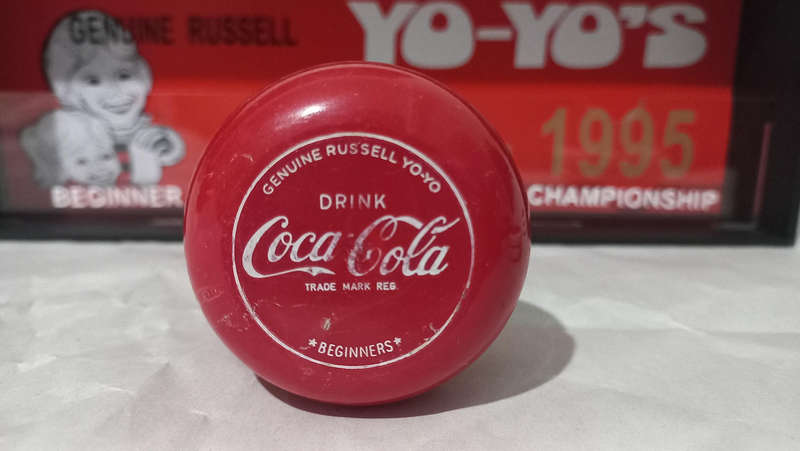 GENUINE RUSSELL
YO-YO'S
1995
BEGINNER
CHAMPIONSHIP
GENUINE RUSSELL YO-YO
DRINK
Coca-Cola
TRADE MARK REG.
*BEGINNERS*